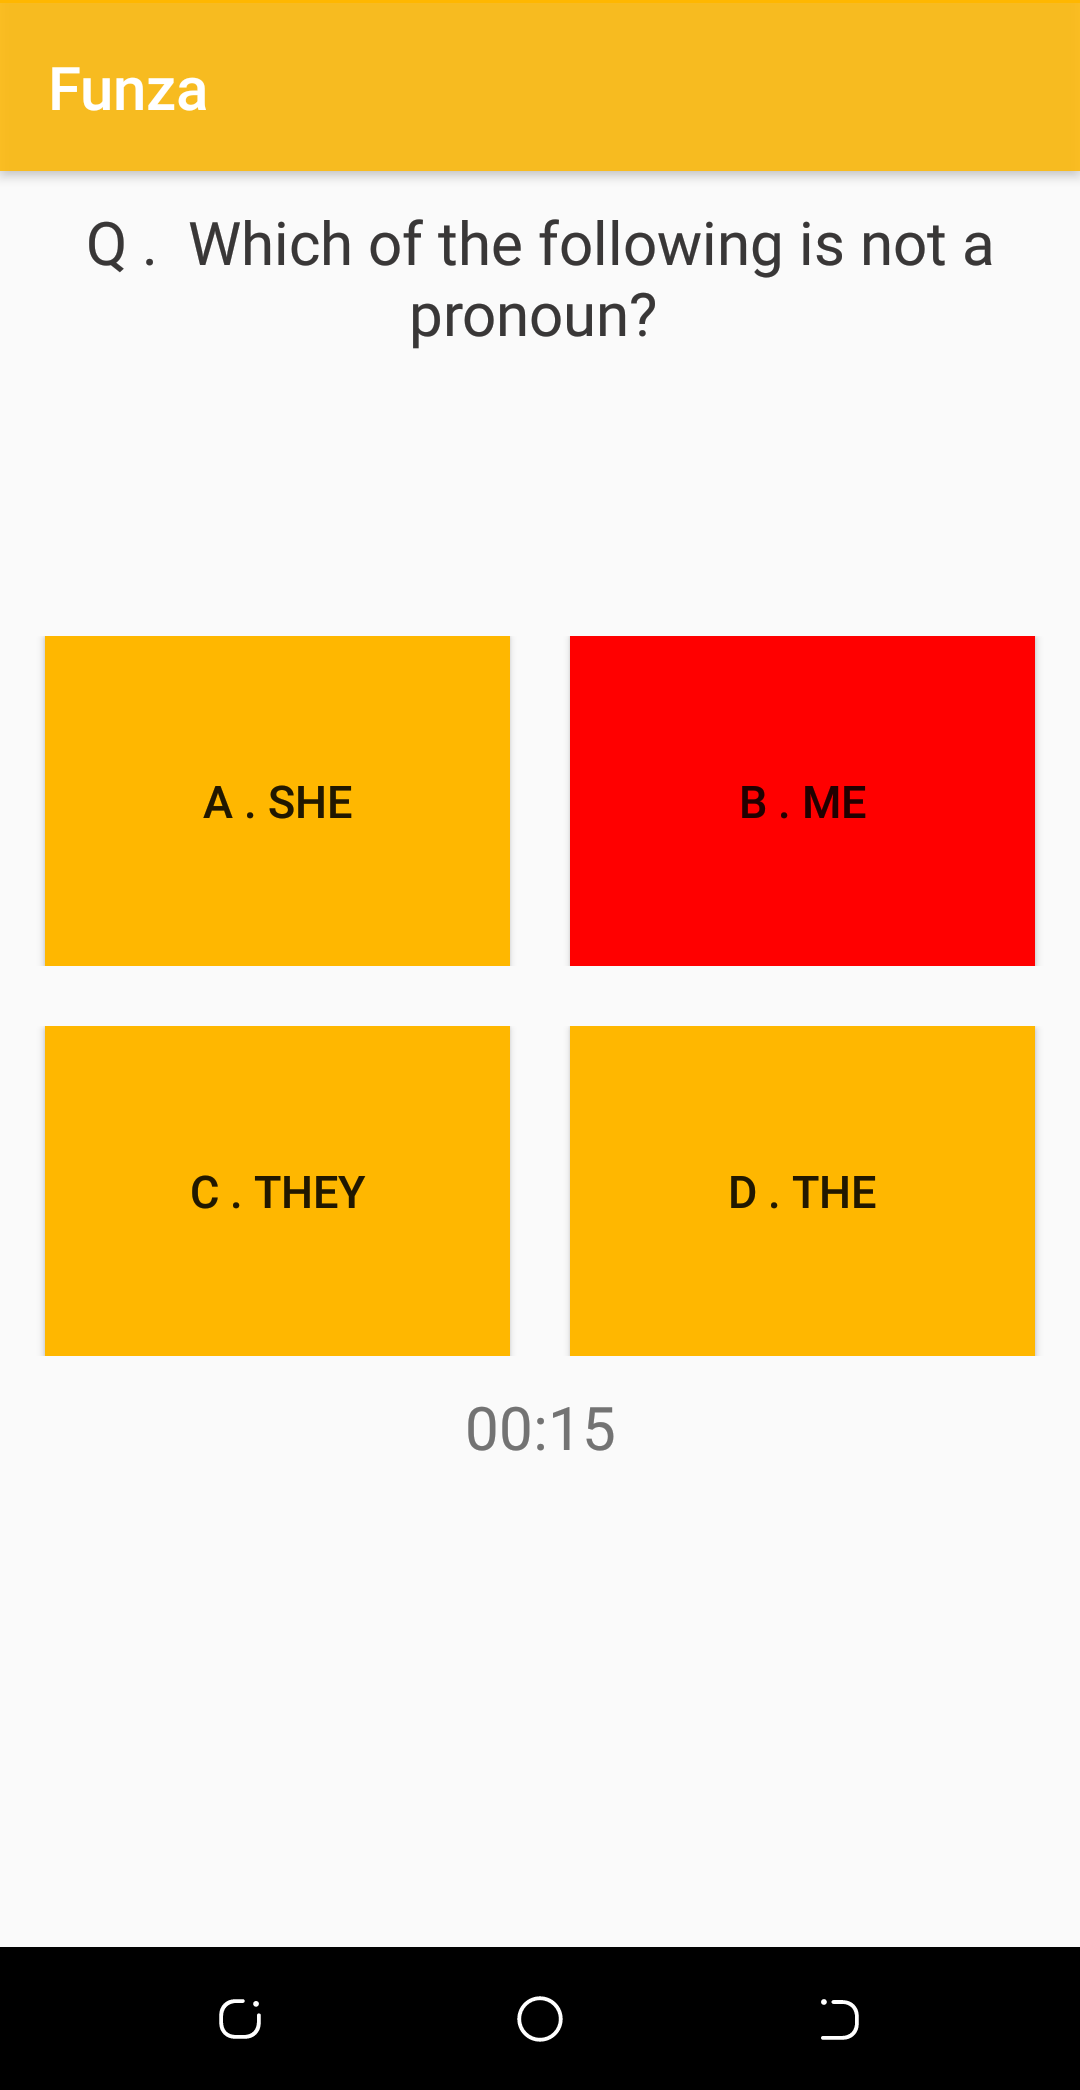 Funza
Q .  Which of the following is not a
pronoun?
A . SHE
B . ME
C . THEY
D . THE
00:15